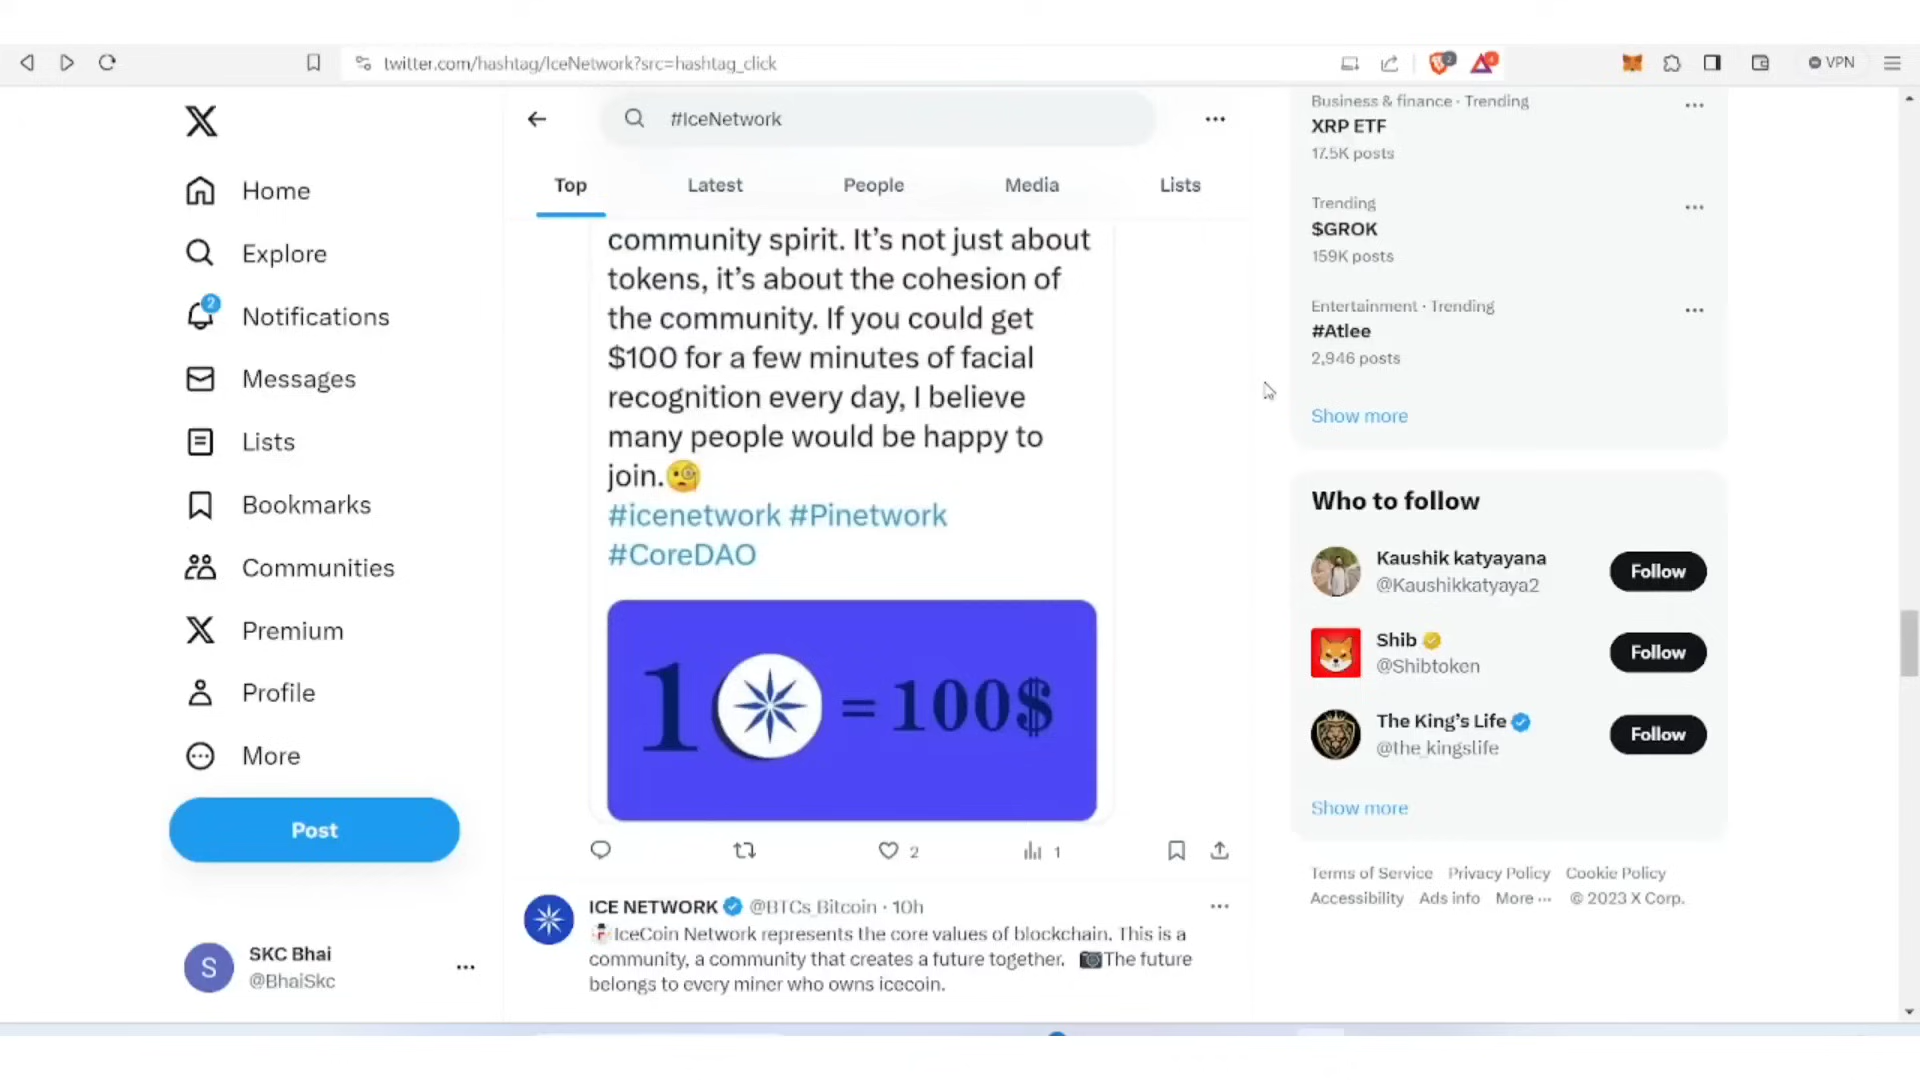 twitter.com/hashtag/IceNetwork?src=hashtag_click
2
4
VPN
Home
Explore
2
Notifications
Messages
Lists
Bookmarks
Communities
Premium
Profile
More
Post
S
SKC Bhai
@BhaiSkc
#IceNetwork
Top
Latest
People
Media
Lists
community spirit. It’s not just about
tokens, it’s about the cohesion of
the community. If you could get
$100 for a few minutes of facial
recognition every day, I believe
many people would be happy to
join.🧐
#icenetwork #Pinetwork
#CoreDAO
1 = 100$
2
1
ICE NETWORK @BTCs_Bitcoin · 10h
⛄IceCoin Network represents the core values of blockchain. This is a
community, a community that creates a future together. 📷The future
belongs to every miner who owns icecoin.
Business & finance · Trending
XRP ETF
17.5K posts
Trending
$GROK
159K posts
Entertainment · Trending
#Atlee
2,946 posts
Show more
Who to follow
Kaushik katyayana
@Kaushikkatyaya2
Follow
Shib
@Shibtoken
Follow
The King’s Life
@the_kingslife
Follow
Show more
Terms of Service Privacy Policy Cookie Policy
Accessibility Ads info More ··· © 2023 X Corp.